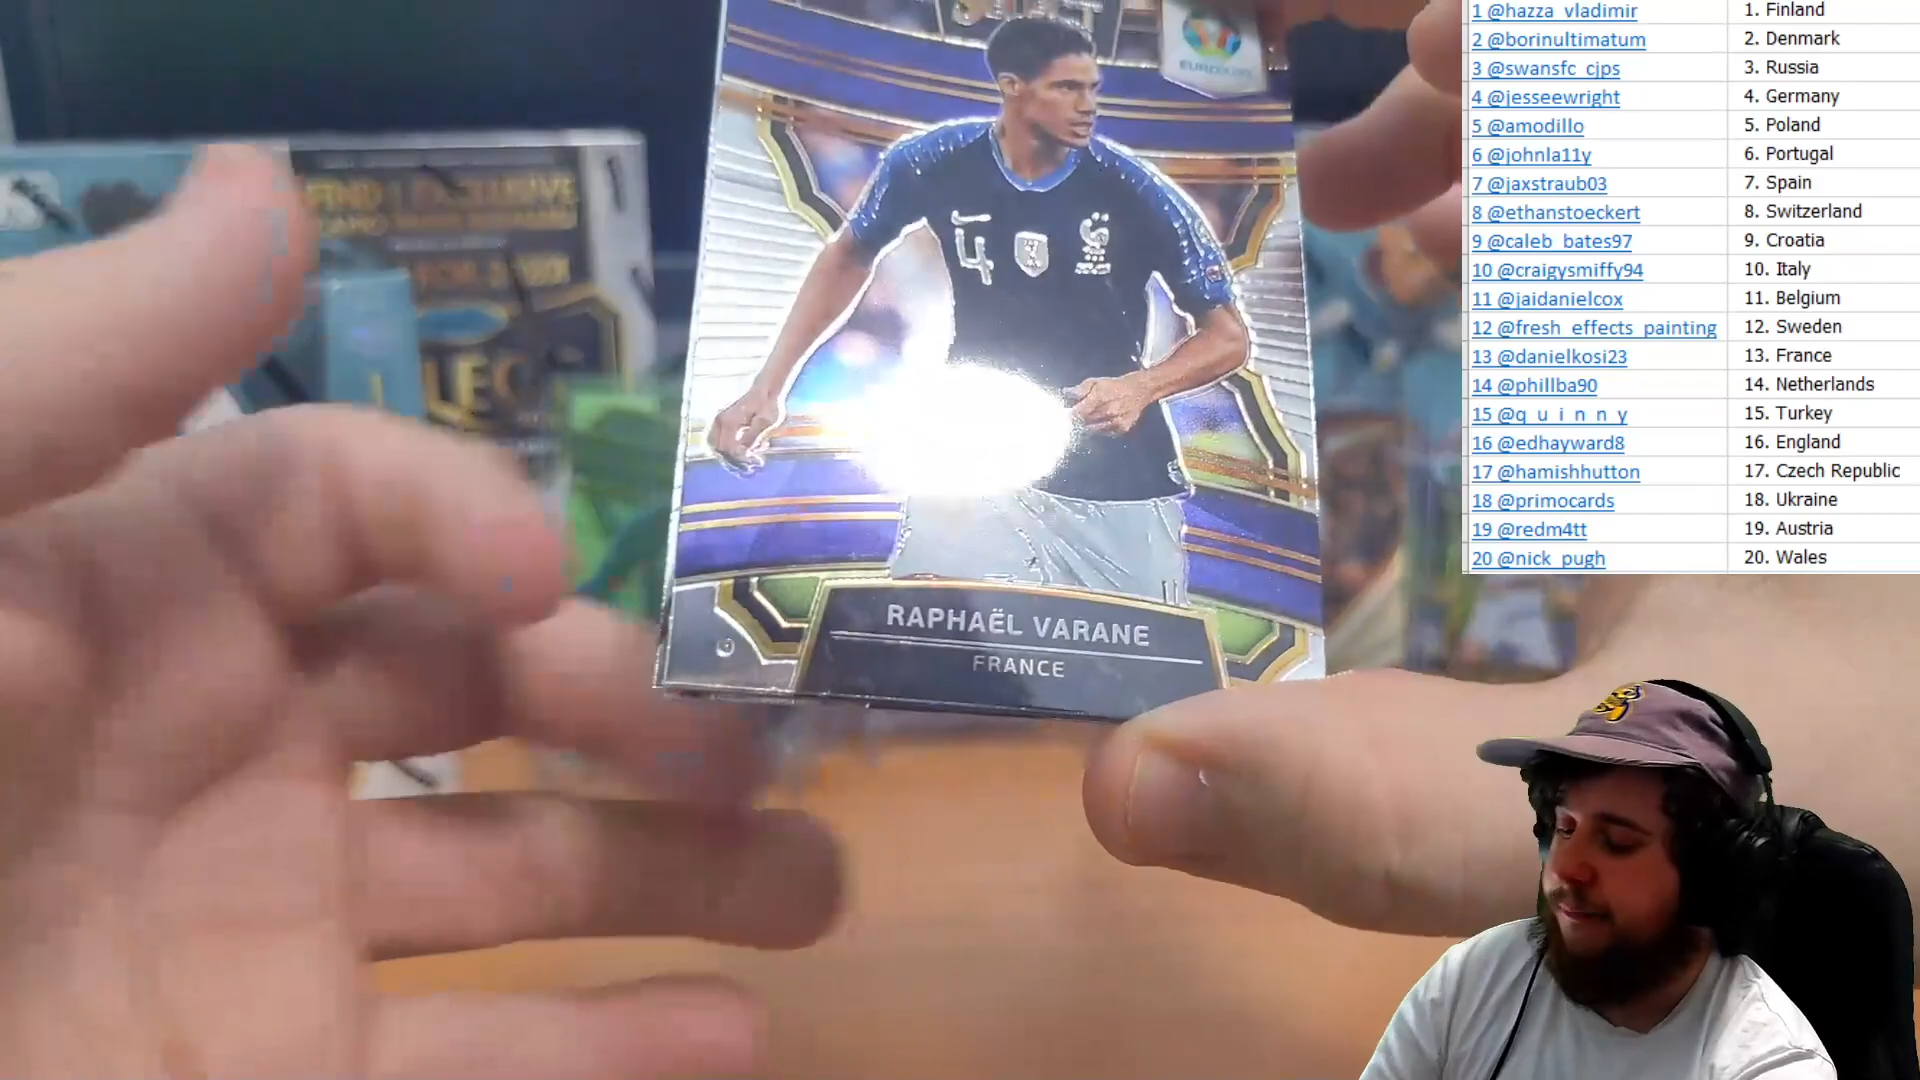 SELECT
EURO2020
4
RAPHAËL VARANE
FRANCE
1 @hazza_vladimir 1. Finland
2 @borinultimatum 2. Denmark
3 @swansfc_cjps 3. Russia
4 @jesseewright 4. Germany
5 @amodillo 5. Poland
6 @johnla11y 6. Portugal
7 @jaxstraub03 7. Spain
8 @ethanstoeckert 8. Switzerland
9 @caleb_bates97 9. Croatia
10 @craigysmiffy94 10. Italy
11 @jaidanielcox 11. Belgium
12 @fresh_effects_painting 12. Sweden
13 @danielkosi23 13. France
14 @phillba90 14. Netherlands
15 @q_u_i_n_n_y 15. Turkey
16 @edhayward8 16. England
17 @hamishhutton 17. Czech Republic
18 @primocards 18. Ukraine
19 @redm4tt 19. Austria
20 @nick_pugh 20. Wales